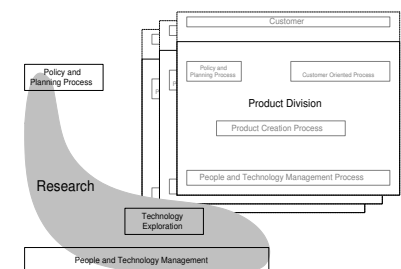 Customer
Policy and
Planning Process
Customer Oriented Process
Product Division
Product Creation Process
People and Technology Management Process
Policy and
Planning Process
Research
Technology
Exploration
People and Technology Management